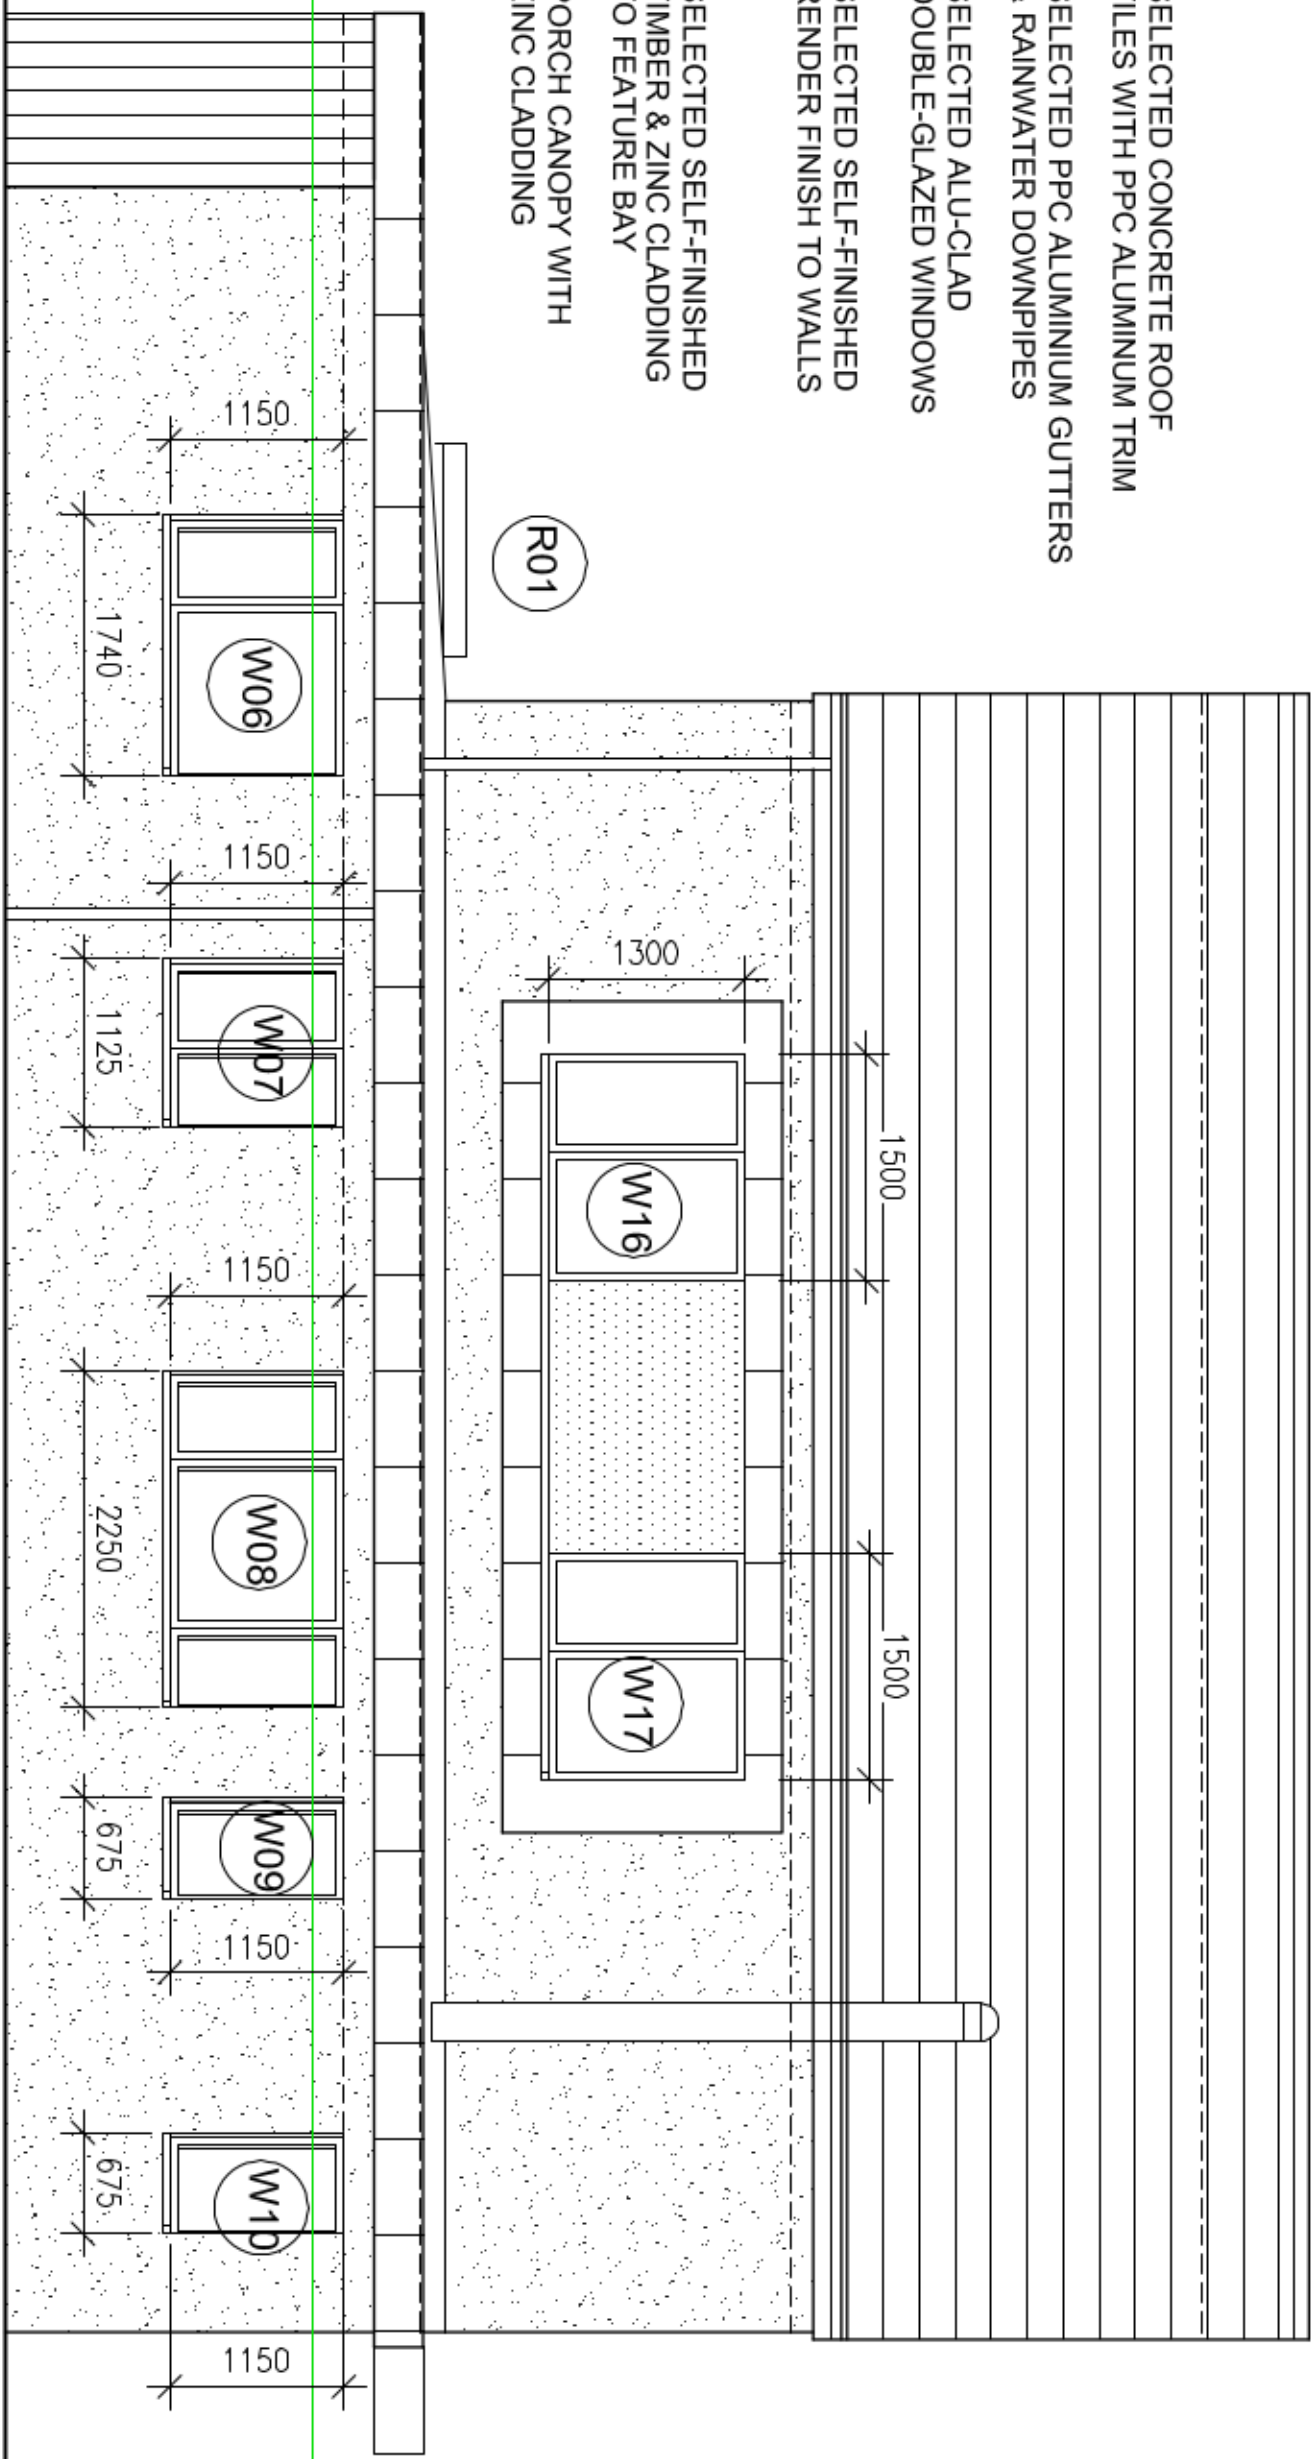 SELECTED CONCRETE ROOF
TILES WITH PPC ALUMINUM TRIM
SELECTED PPC ALUMINIUM GUTTERS
& RAINWATER DOWNPIPES
SELECTED ALU-CLAD
DOUBLE-GLAZED WINDOWS
SELECTED SELF-FINISHED
RENDER FINISH TO WALLS
SELECTED SELF-FINISHED
TIMBER & ZINC CLADDING
TO FEATURE BAY
PORCH CANOPY WITH
ZINC CLADDING
R01
1500
1500
1300
W16
W17
1150
1150
1150
1150
1150
W06
W07
W08
W09
W10
1740
1125
2250
675
675